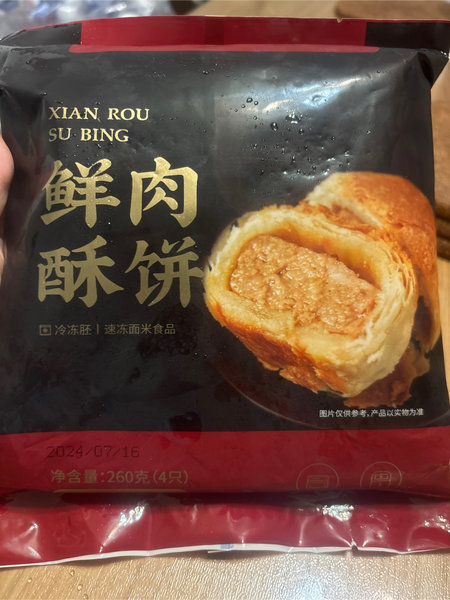 XIAN ROU
SU BING
鲜肉
酥饼
冷冻胚 | 速冻面米食品
图片仅供参考,产品以实物为准
2024/07/16
净含量:260克(4只)